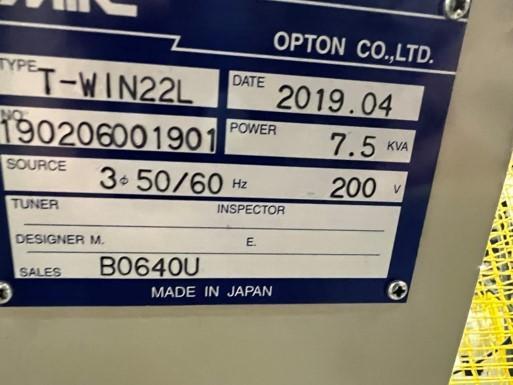 OPTON CO.,LTD.
TYPE T-WIN22L DATE 2019.04
NO. 190206001901 POWER 7.5 KVA
SOURCE 3φ 50/60 Hz 200 V
TUNER INSPECTOR
DESIGNER M. E.
SALES B0640U
MADE IN JAPAN